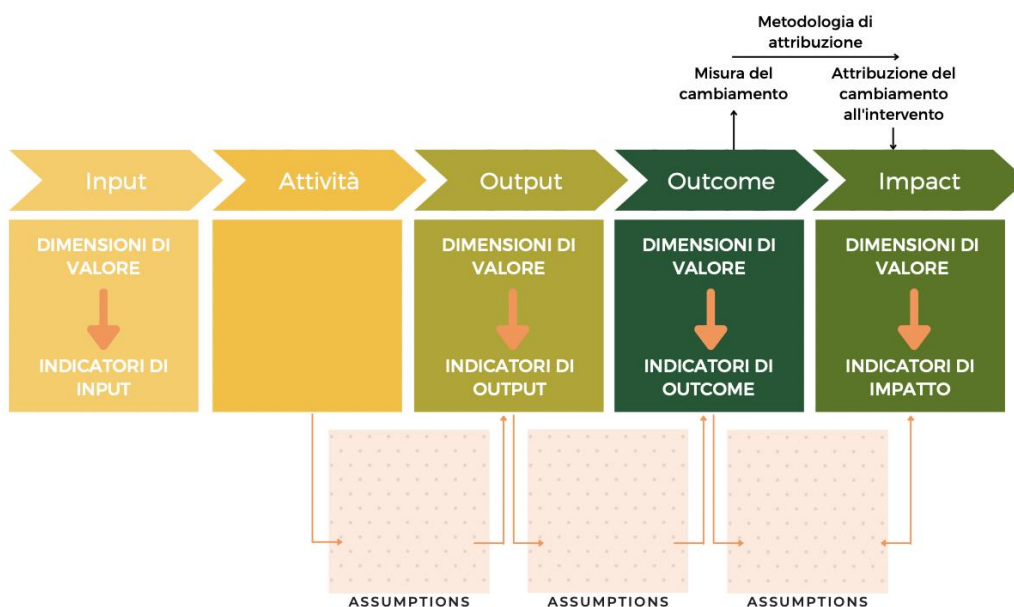 Metodologia di
attribuzione
Misura del
cambiamento
Attribuzione del
cambiamento
all'intervento
Input
Attività
Output
Outcome
Impact
DIMENSIONI DI
VALORE
INDICATORI DI
INPUT
DIMENSIONI DI
VALORE
INDICATORI DI
OUTPUT
DIMENSIONI DI
VALORE
INDICATORI DI
OUTCOME
DIMENSIONI DI
VALORE
INDICATORI DI
IMPATTO
ASSUMPTIONS
ASSUMPTIONS
ASSUMPTIONS